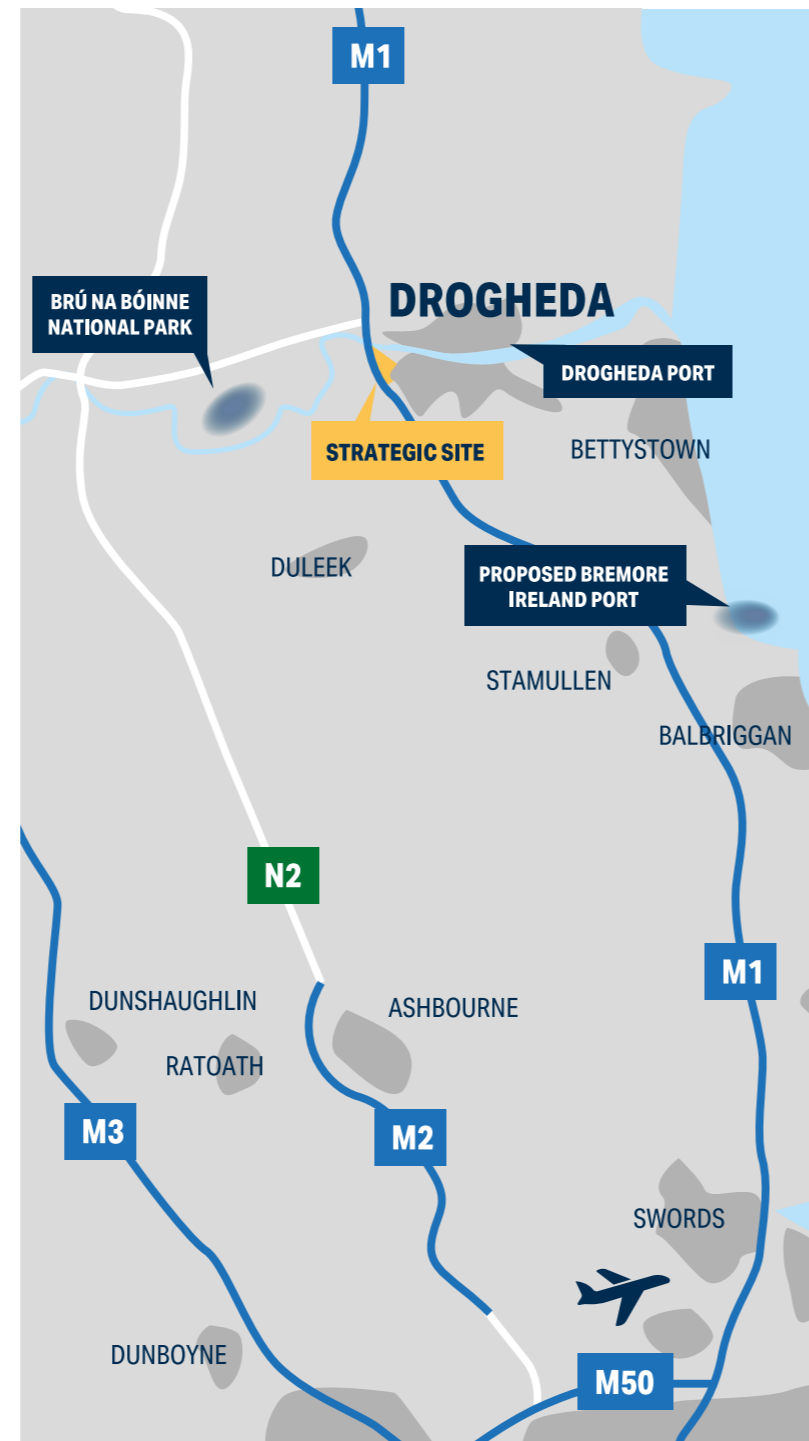 M1
DROGHEDA
BRÚ NA BÓINNE
NATIONAL PARK
DROGHEDA PORT
STRATEGIC SITE
BETTYSTOWN
DULEEK
PROPOSED BREMORE
IRELAND PORT
STAMULLEN
BALBRIGGAN
N2
M1
DUNSHAUGHLIN
ASHBOURNE
RATOATH
M3
M2
SWORDS
DUNBOYNE
M50